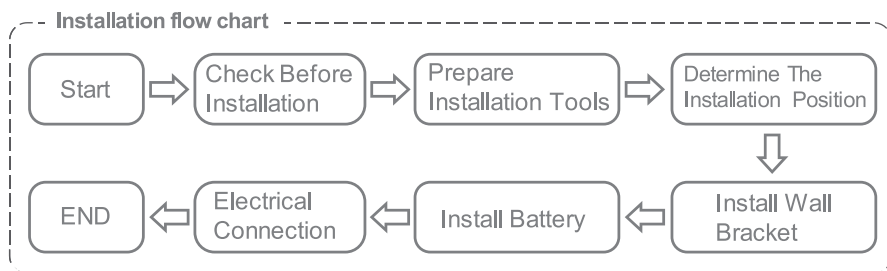 Installation flow chart
Start
Check Before
Installation
Prepare
Installation Tools
Determine The
Installation Position
Install Wall
Bracket
Install Battery
Electrical
Connection
END